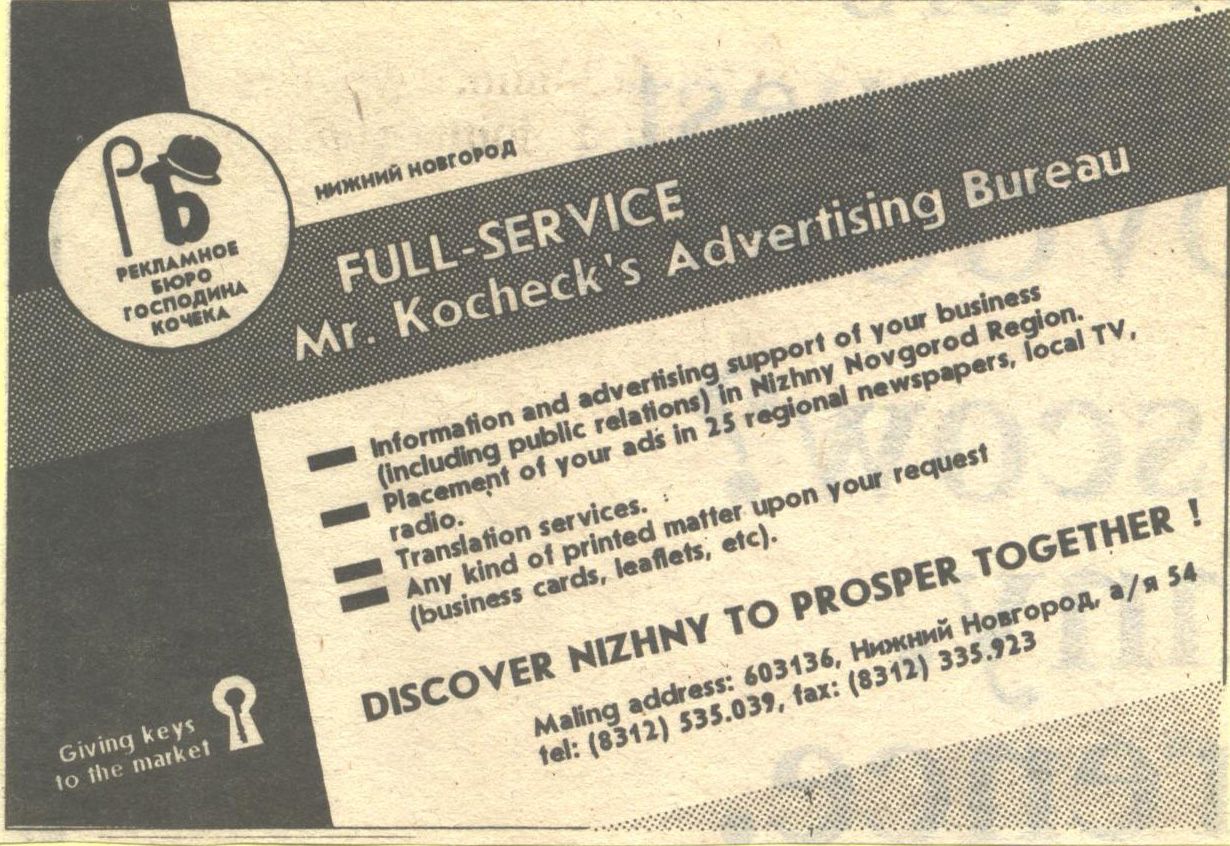 РБ
РЕКЛАМНОЕ
БЮРО
ГОСПОДИНА
КОЧЕКА
НИЖНИЙ НОВГОРОД
FULL-SERVICE
Mr. Kocheck's Advertising Bureau
Information and advertising support of your business
(including public relations) in Nizhny Novgorod Region.
Placement of your ads in 25 regional newspapers, local TV,
radio.
Translation services.
Any kind of printed matter upon your request
(business cards, leaflets, etc).
DISCOVER NIZHNY TO PROSPER TOGETHER !
Maling address: 603136, Нижний Новгород, а/я 54
tel: (8312) 535.039, fax: (8312) 335.923
Giving keys
to the market